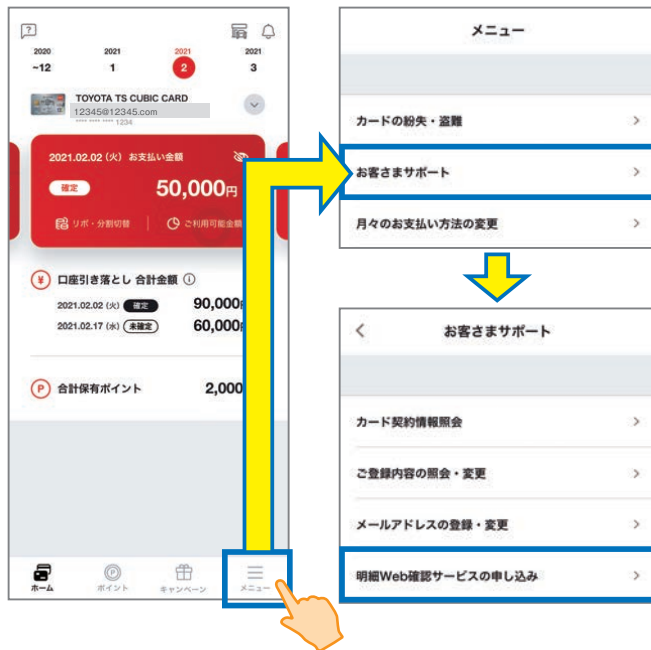 ?
2020 2021 2021 2021
~12 1 2 3
TOYOTA TS CUBIC CARD
12345@12345.com
**** **** **** 1234
2021.02.02 (火) お支払い金額
確定 50,000円
リボ・分割切替 ご利用可能金額
¥ 口座引き落とし 合計金額 i
2021.02.02 (火) 確定 90,000
2021.02.17 (水) 未確定 60,000
P 合計保有ポイント 2,000
ホーム ポイント キャンペーン メニュー
メニュー
カードの紛失・盗難
お客さまサポート
月々のお支払い方法の変更
お客さまサポート
カード契約情報照会
ご登録内容の照会・変更
メールアドレスの登録・変更
明細Web確認サービスの申し込み